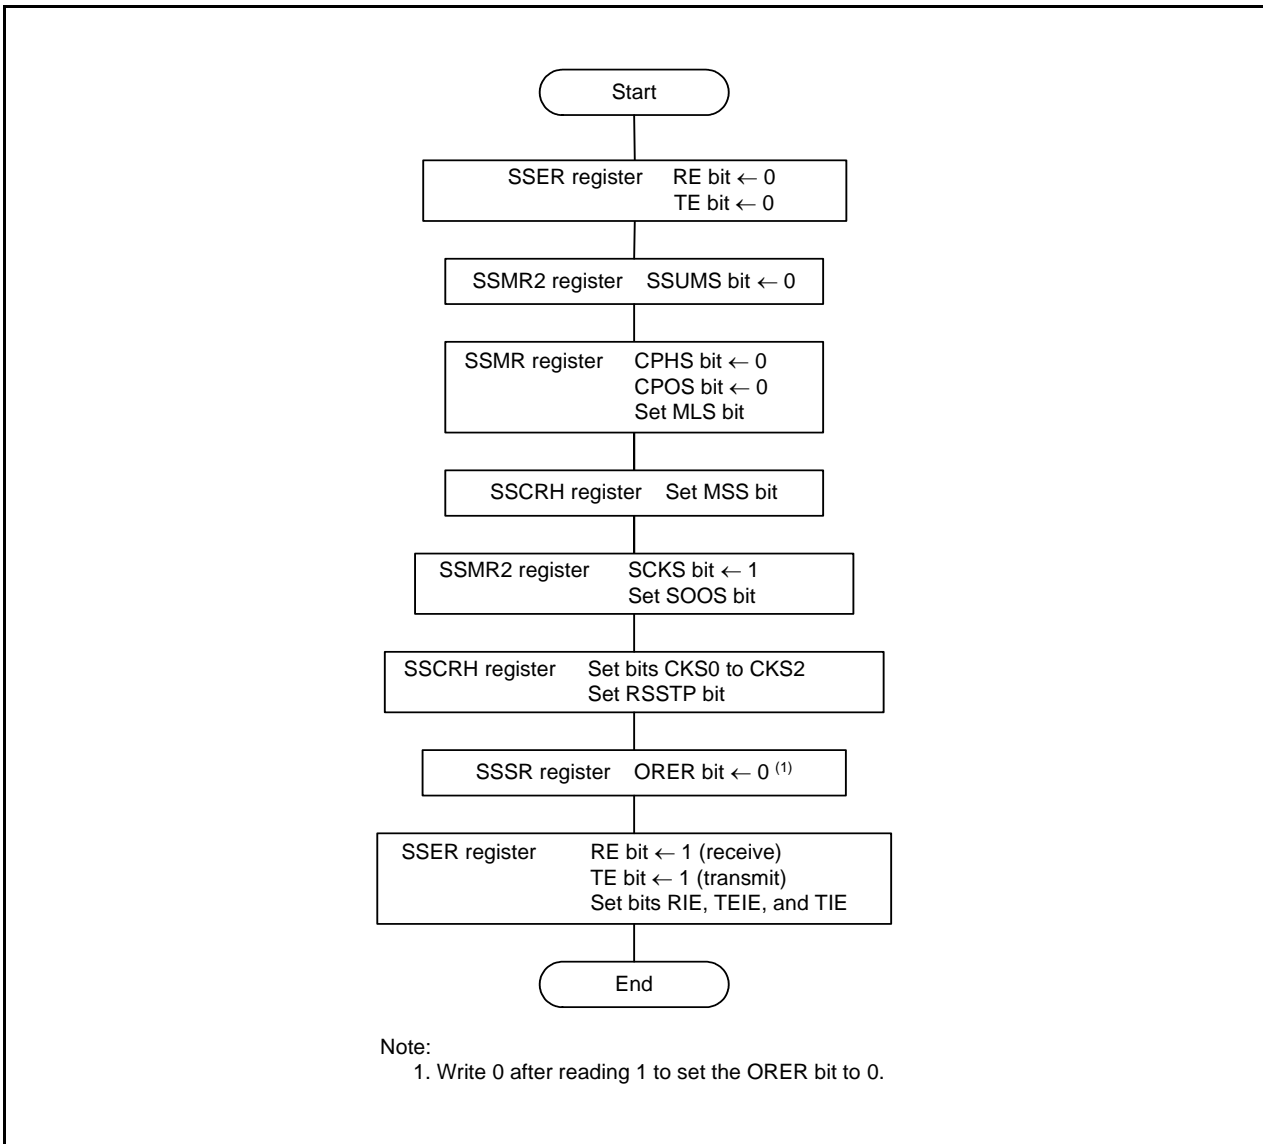 Start
SSER register RE bit ← 0
TE bit ← 0
SSMR2 register SSUMS bit ← 0
SSMR register CPHS bit ← 0
CPOS bit ← 0
Set MLS bit
SSCRH register Set MSS bit
SSMR2 register SCKS bit ← 1
Set SOOS bit
SSCRH register Set bits CKS0 to CKS2
Set RSSTP bit
SSSR register ORER bit ← 0 (1)
SSER register RE bit ← 1 (receive)
TE bit ← 1 (transmit)
Set bits RIE, TEIE, and TIE
End
Note:
1. Write 0 after reading 1 to set the ORER bit to 0.